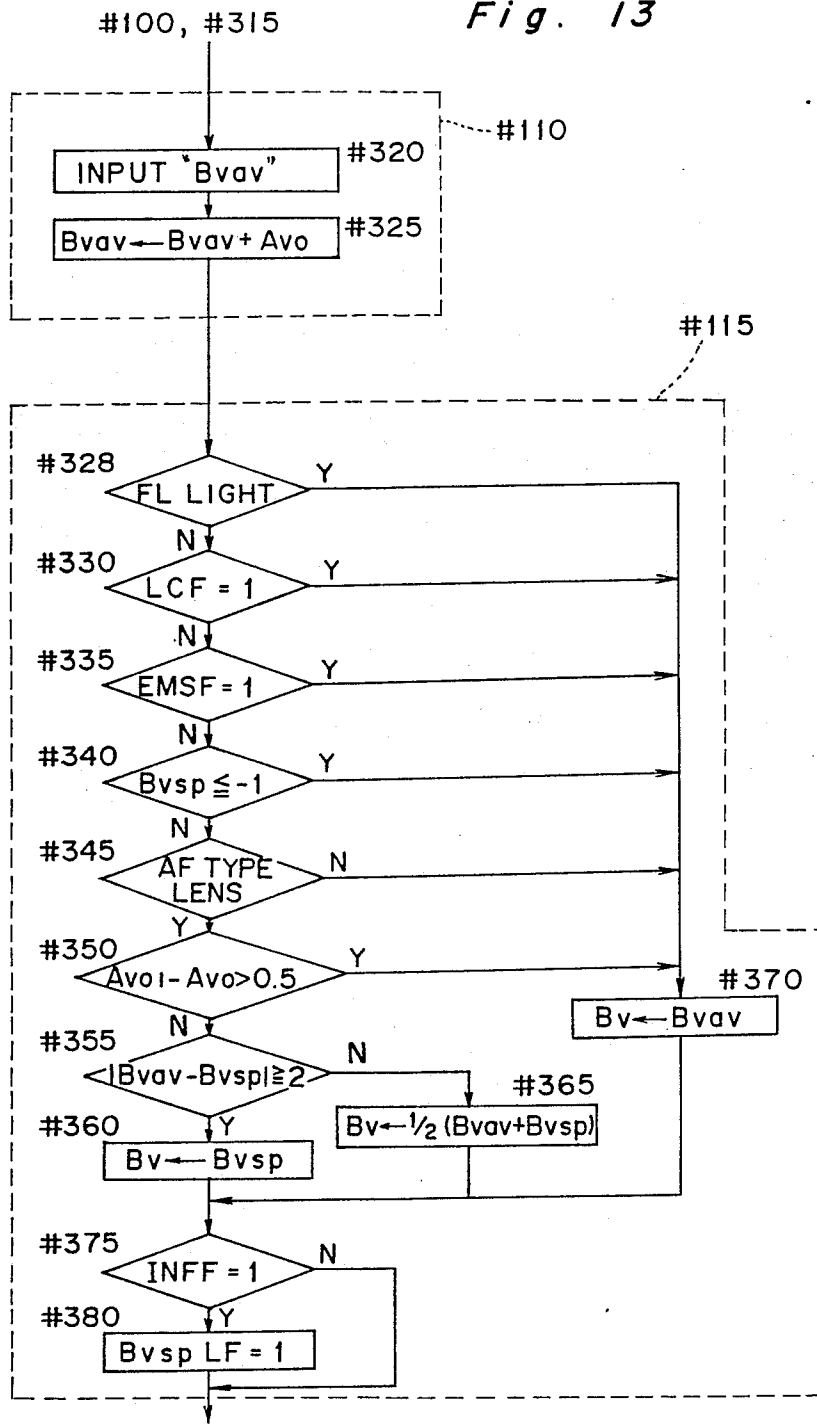 Fig. 13
#100, #315
#110
INPUT "Bvav"
#320
Bvav ← Bvav + Avo
#325
#115
#328
FL LIGHT
Y
N
#330
LCF = 1
Y
N
#335
EMSF = 1
Y
N
#340
Bvsp ≦ -1
Y
N
#345
AF TYPE
LENS
N
Y
#350
Avo1 - Avo > 0.5
Y
N
#370
Bv ← Bvav
#355
|Bvav - Bvsp| ≧ 2
N
Y
#365
Bv ← 1/2 (Bvav + Bvsp)
#360
Bv ← Bvsp
#375
INFF = 1
N
Y
#380
Bvsp LF = 1